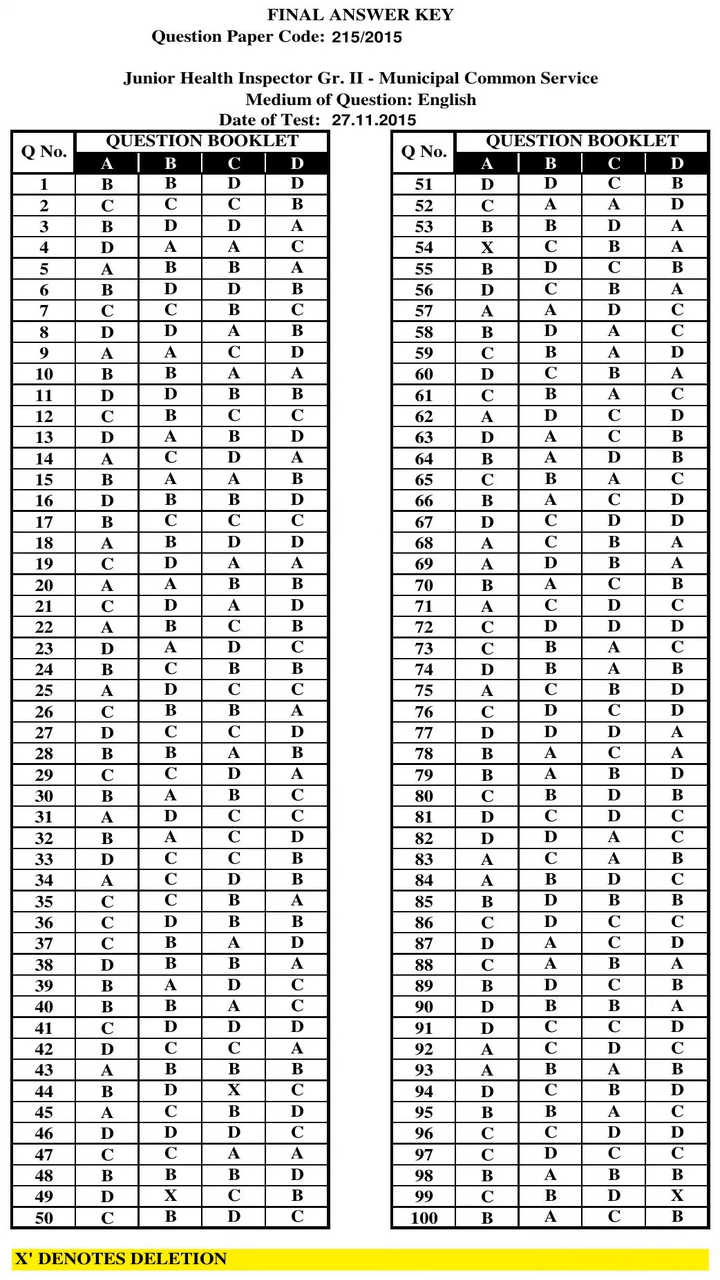 FINAL ANSWER KEY
Question Paper Code: 215/2015
Junior Health Inspector Gr. II - Municipal Common Service
Medium of Question: English
Date of Test: 27.11.2015
Q No. QUESTION BOOKLET
A B C D
1 B B D D
2 C C C B
3 B D D A
4 D A A C
5 A B B A
6 B D D B
7 C C B C
8 D D A B
9 A A C D
10 B B A A
11 D D B B
12 C B C C
13 D A B D
14 A C D A
15 B A A B
16 D B B D
17 B C C C
18 A B D D
19 C D A A
20 A A B B
21 C D A D
22 A B C B
23 D A D C
24 B C B B
25 A D C C
26 C B B A
27 D C C D
28 B B A B
29 C C D A
30 B A B C
31 A D C C
32 B A C D
33 D C C B
34 A C D B
35 C C B A
36 C D B B
37 C B A D
38 D B B A
39 B A D C
40 B B A C
41 C D D D
42 D C C A
43 A B B B
44 B D X C
45 A C B D
46 D D D C
47 C C A A
48 B B B D
49 D X C B
50 C B D C
Q No. QUESTION BOOKLET
A B C D
51 D D C B
52 C A A D
53 B B D A
54 X C B A
55 B D C B
56 D C B A
57 A A D C
58 B D A C
59 C B A D
60 D C B A
61 C B A C
62 A D C D
63 D A C B
64 B A D B
65 C B A C
66 B A C D
67 D C D D
68 A C B A
69 A D B A
70 B A C B
71 A C D C
72 C D D D
73 C B A C
74 D B A B
75 A C B D
76 C D C D
77 D D D A
78 B A C A
79 B A B D
80 C B D B
81 D C D C
82 D D A C
83 A C A B
84 A B D C
85 B D B B
86 C D C C
87 D A C D
88 C A B A
89 B D C B
90 D B B A
91 D C C D
92 A C D C
93 A B A B
94 D C B D
95 B B A C
96 C C D D
97 C D C C
98 B A B B
99 C B D X
100 B A C B
X' DENOTES DELETION